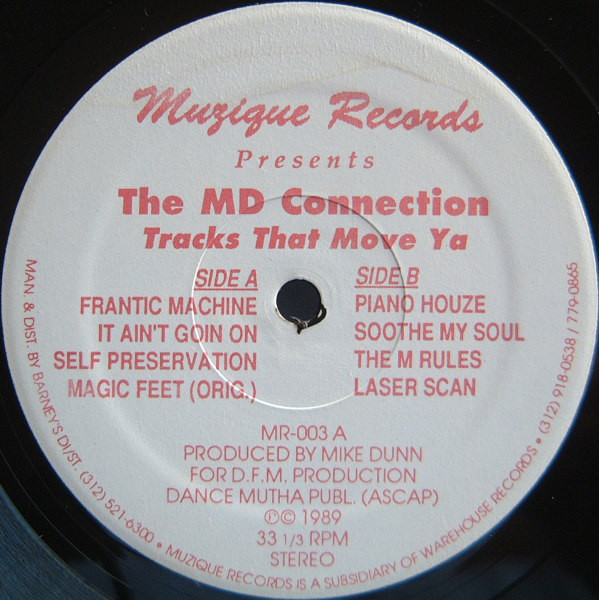 Muzique Records
Presents
The MD Connection
Tracks That Move Ya
SIDE A
FRANTIC MACHINE
IT AIN'T GOIN ON
SELF PRESERVATION
MAGIC FEET (ORIG.)
SIDE B
PIANO HOUZE
SOOTHE MY SOUL
THE M RULES
LASER SCAN
MR-003 A
PRODUCED BY MIKE DUNN
FOR D.F.M. PRODUCTION
DANCE MUTHA PUBL. (ASCAP)
℗© 1989
33 1/3 RPM
STEREO
MAN. & DIST. BY BARNEY'S DI/ST. (312) 521-6300 • MUZIQUE RECORDS IS A SUBSIDIARY OF WAREHOUSE RECORDS • (312) 918-0538 / 779-0865